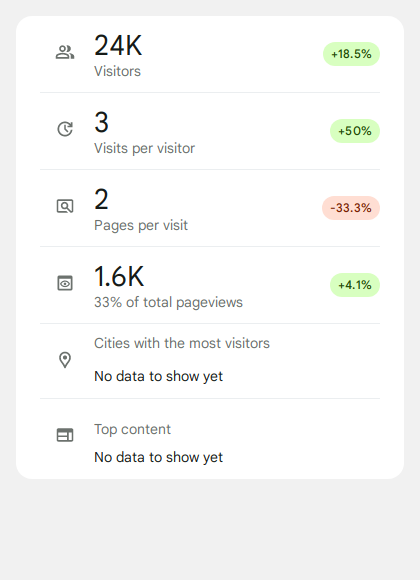 24K
+18.5%
Visitors
3
+50%
Visits per visitor
2
-33.3%
Pages per visit
1.6K
+4.1%
33% of total pageviews
Cities with the most visitors
No data to show yet
Top content
No data to show yet